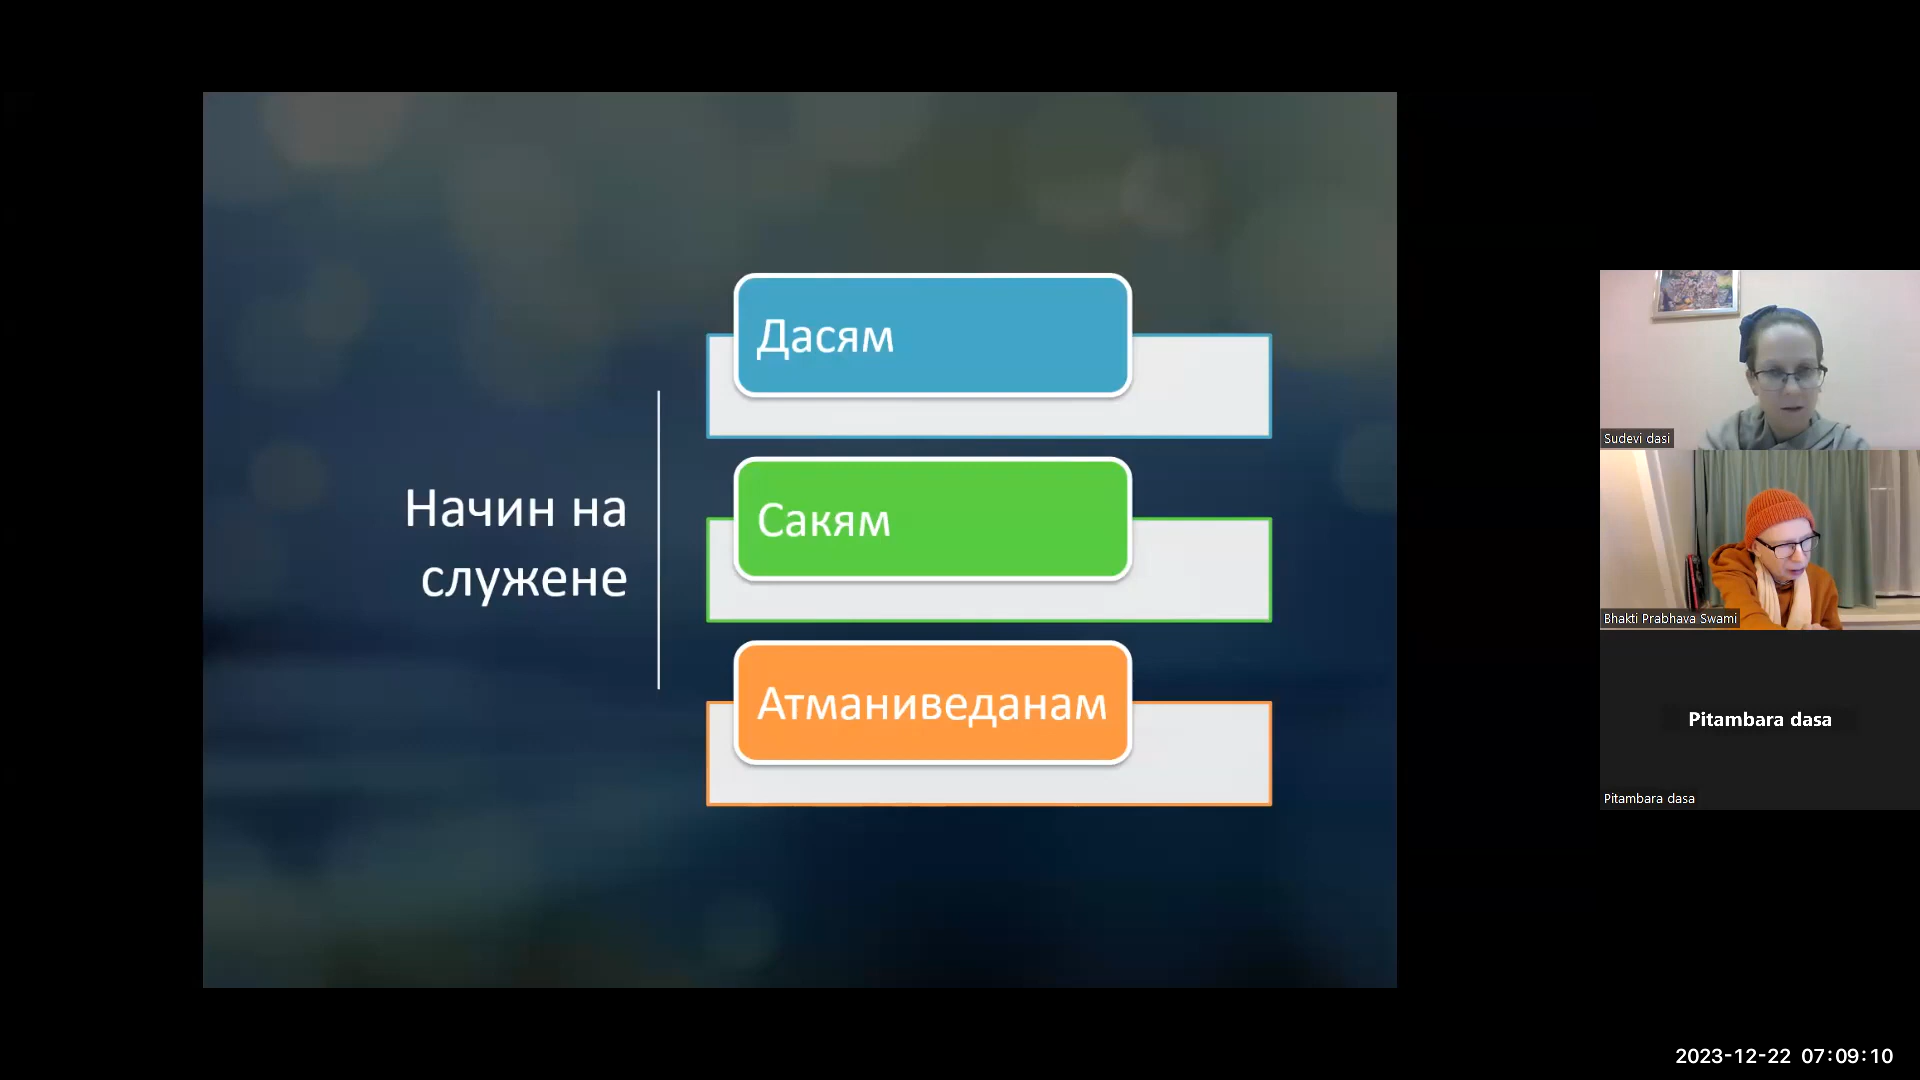 Начин на
служене
Дасям
Сакям
Атманиведанам
Sudevi dasi
Bhakti Prabhava Swami
Pitambara dasa
Pitambara dasa
2023-12-22 07:09:10